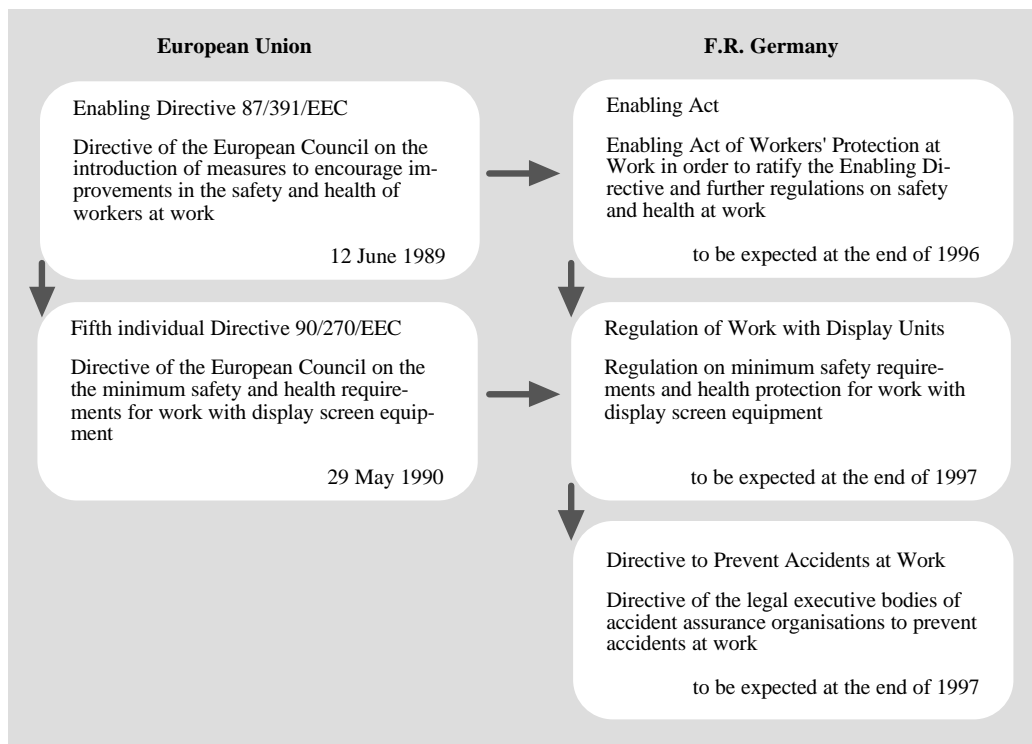 European Union
Enabling Directive 87/391/EEC
Directive of the European Council on the
introduction of measures to encourage im-
provements in the safety and health of
workers at work
12 June 1989
Fifth individual Directive 90/270/EEC
Directive of the European Council on the
the minimum safety and health require-
ments for work with display screen equip-
ment
29 May 1990
F.R. Germany
Enabling Act
Enabling Act of Workers' Protection at
Work in order to ratify the Enabling Di-
rective and further regulations on safety
and health at work
to be expected at the end of 1996
Regulation of Work with Display Units
Regulation on minimum safety require-
ments and health protection for work with
display screen equipment
to be expected at the end of 1997
Directive to Prevent Accidents at Work
Directive of the legal executive bodies of
accident assurance organisations to prevent
accidents at work
to be expected at the end of 1997